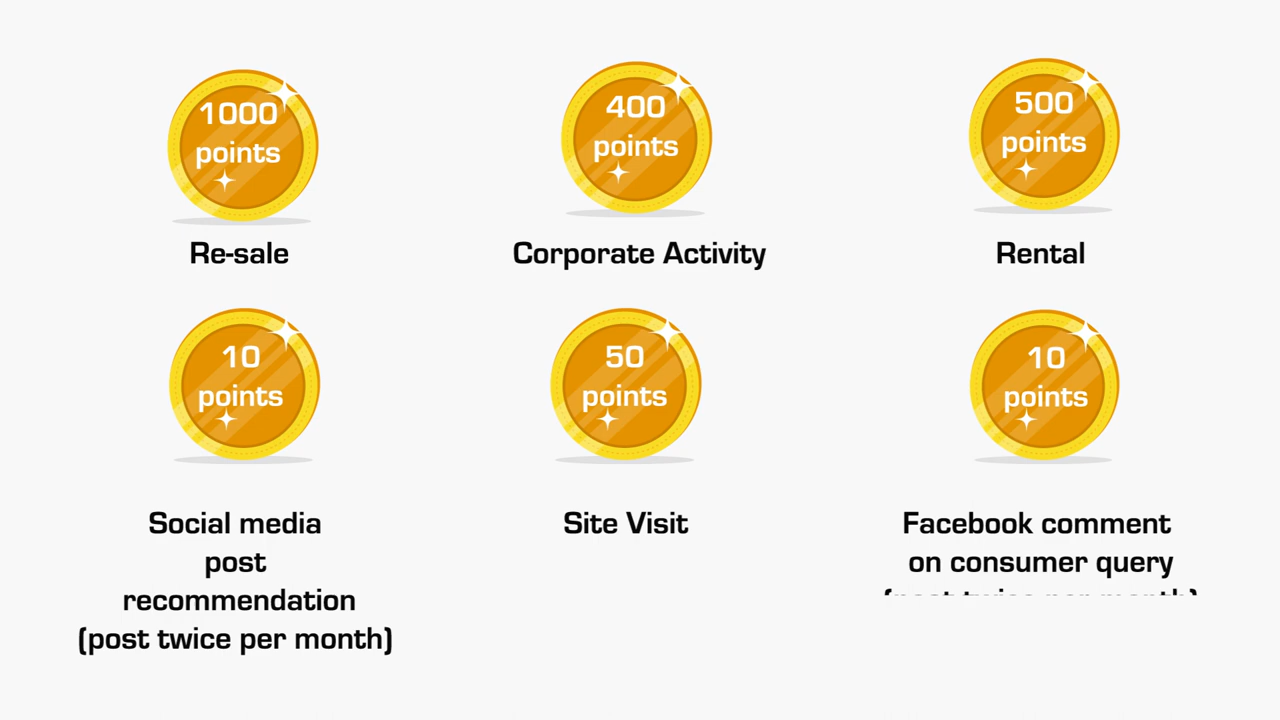 1000
points
Re-sale
400
points
Corporate Activity
500
points
Rental
10
points
Social media
post
recommendation
(post twice per month)
50
points
Site Visit
10
points
Facebook comment
on consumer query